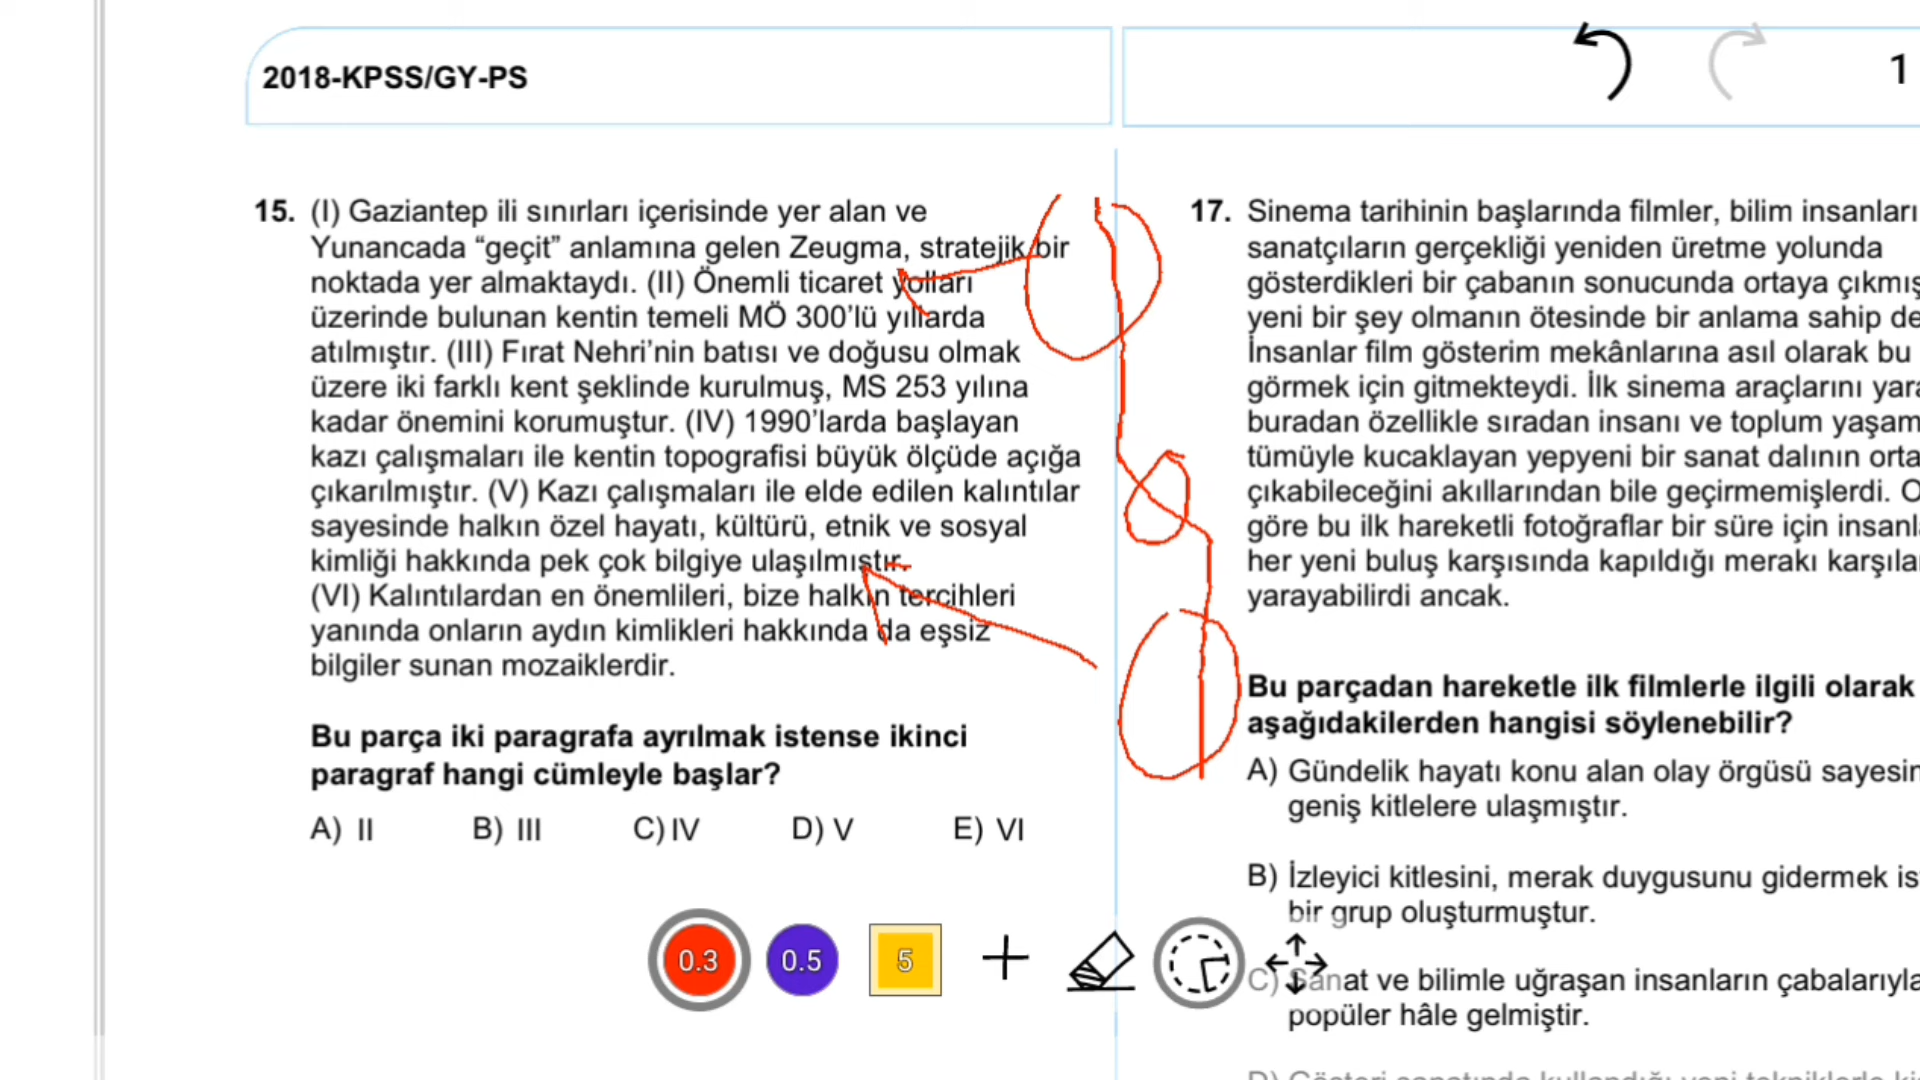 2018-KPSS/GY-PS
1
15. (I) Gaziantep ili sınırları içerisinde yer alan ve
Yunancada “geçit” anlamına gelen Zeugma, stratejik bir
noktada yer almaktaydı. (II) Önemli ticaret yolları
üzerinde bulunan kentin temeli MÖ 300’lü yıllarda
atılmıştır. (III) Fırat Nehri’nin batısı ve doğusu olmak
üzere iki farklı kent şeklinde kurulmuş, MS 253 yılına
kadar önemini korumuştur. (IV) 1990’larda başlayan
kazı çalışmaları ile kentin topografisi büyük ölçüde açığa
çıkarılmıştır. (V) Kazı çalışmaları ile elde edilen kalıntılar
sayesinde halkın özel hayatı, kültürü, etnik ve sosyal
kimliği hakkında pek çok bilgiye ulaşılmıştır.
(VI) Kalıntılardan en önemlileri, bize halkın tercihleri
yanında onların aydın kimlikleri hakkında da eşsiz
bilgiler sunan mozaiklerdir.
Bu parça iki paragrafa ayrılmak istense ikinci
paragraf hangi cümleyle başlar?
A) II B) III C) IV D) V E) VI
17. Sinema tarihinin başlarında filmler, bilim insanları
sanatçıların gerçekliği yeniden üretme yolunda
gösterdikleri bir çabanın sonucunda ortaya çıkmış
yeni bir şey olmanın ötesinde bir anlama sahip de
İnsanlar film gösterim mekânlarına asıl olarak bu
görmek için gitmekteydi. İlk sinema araçlarını yara
buradan özellikle sıradan insanı ve toplum yaşam
tümüyle kucaklayan yepyeni bir sanat dalının orta
çıkabileceğini akıllarından bile geçirmemişlerdi. O
göre bu ilk hareketli fotoğraflar bir süre için insanla
her yeni buluş karşısında kapıldığı merakı karşıla
yarayabilirdi ancak.
Bu parçadan hareketle ilk filmlerle ilgili olarak
aşağıdakilerden hangisi söylenebilir?
A) Gündelik hayatı konu alan olay örgüsü sayesin
geniş kitlelere ulaşmıştır.
B) İzleyici kitlesini, merak duygusunu gidermek is
bir grup oluşturmuştur.
C) Sanat ve bilimle uğraşan insanların çabalarıyla
popüler hâle gelmiştir.
0.3 0.5 5